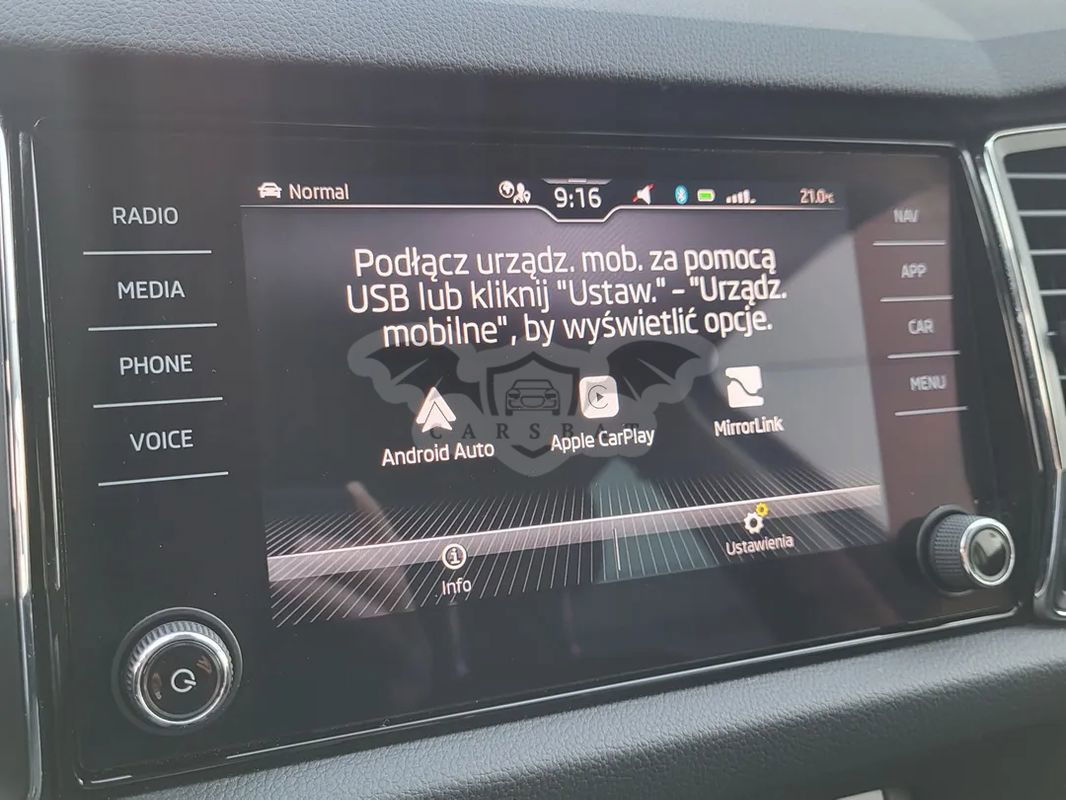 Normal
9:16
21.0°C
RADIO
MEDIA
PHONE
VOICE
Podłącz urządz. mob. za pomocą
USB lub kliknij "Ustaw." - "Urządz.
mobilne", by wyświetlić opcje.
Android Auto
Apple CarPlay
MirrorLink
CARSBAT
Info
Ustawienia
NAV
APP
CAR
MENU